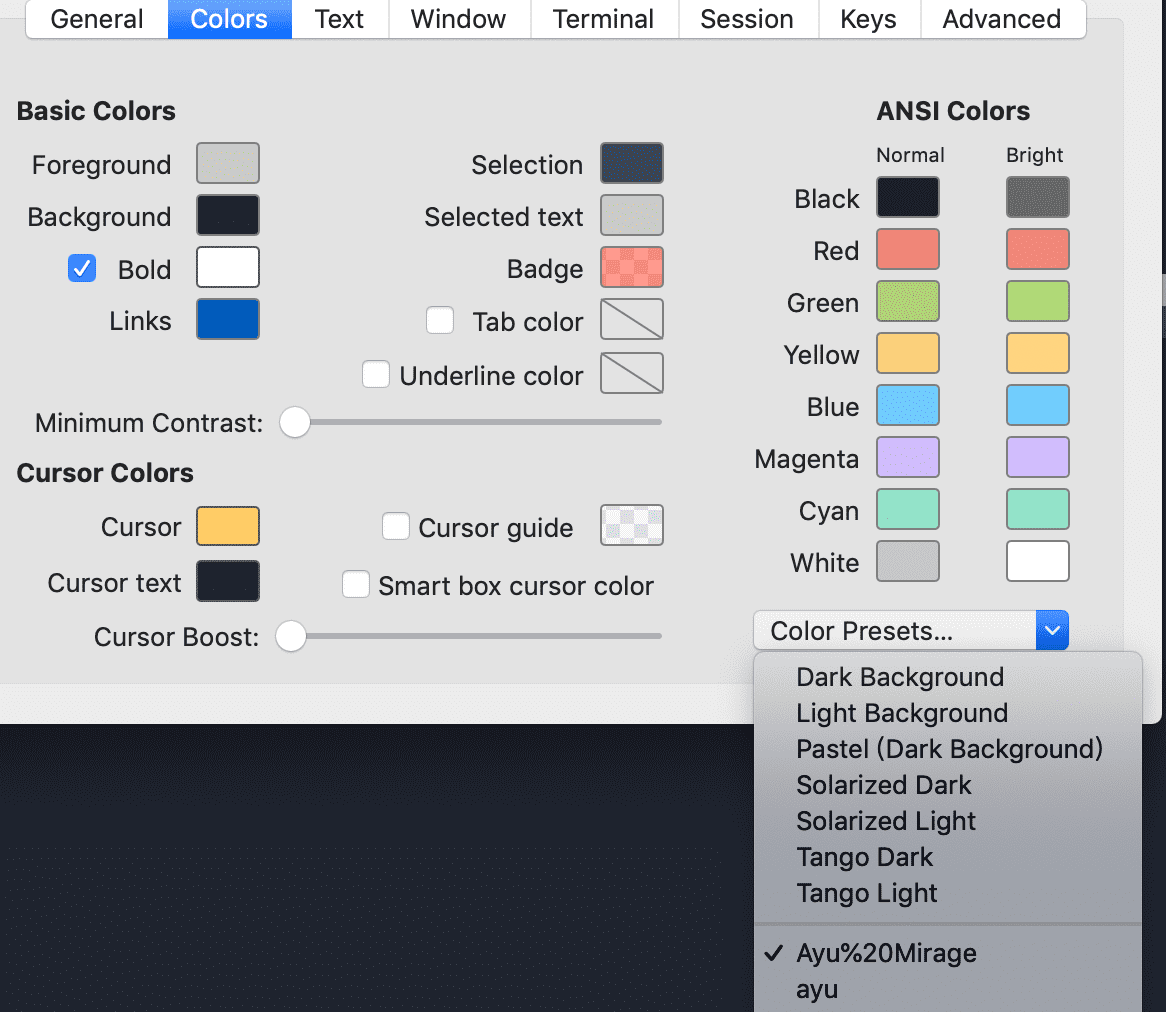 General Colors Text Window Terminal Session Keys Advanced
Basic Colors
Foreground
Background
Bold
Links
Selection
Selected text
Badge
Tab color
Underline color
Minimum Contrast:
Cursor Colors
Cursor
Cursor text
Cursor guide
Smart box cursor color
Cursor Boost:
ANSI Colors
Normal Bright
Black
Red
Green
Yellow
Blue
Magenta
Cyan
White
Color Presets...
Dark Background
Light Background
Pastel (Dark Background)
Solarized Dark
Solarized Light
Tango Dark
Tango Light
Ayu%20Mirage
ayu